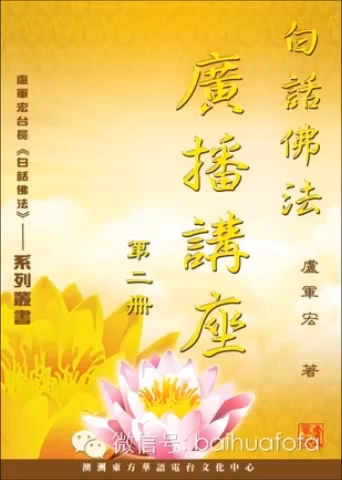 白話佛法
廣播講座
第二冊
盧軍宏 著
盧軍宏台長《白話佛法》——系列叢書
微信号: baihuafofa
澳洲東方華語電台文化中心